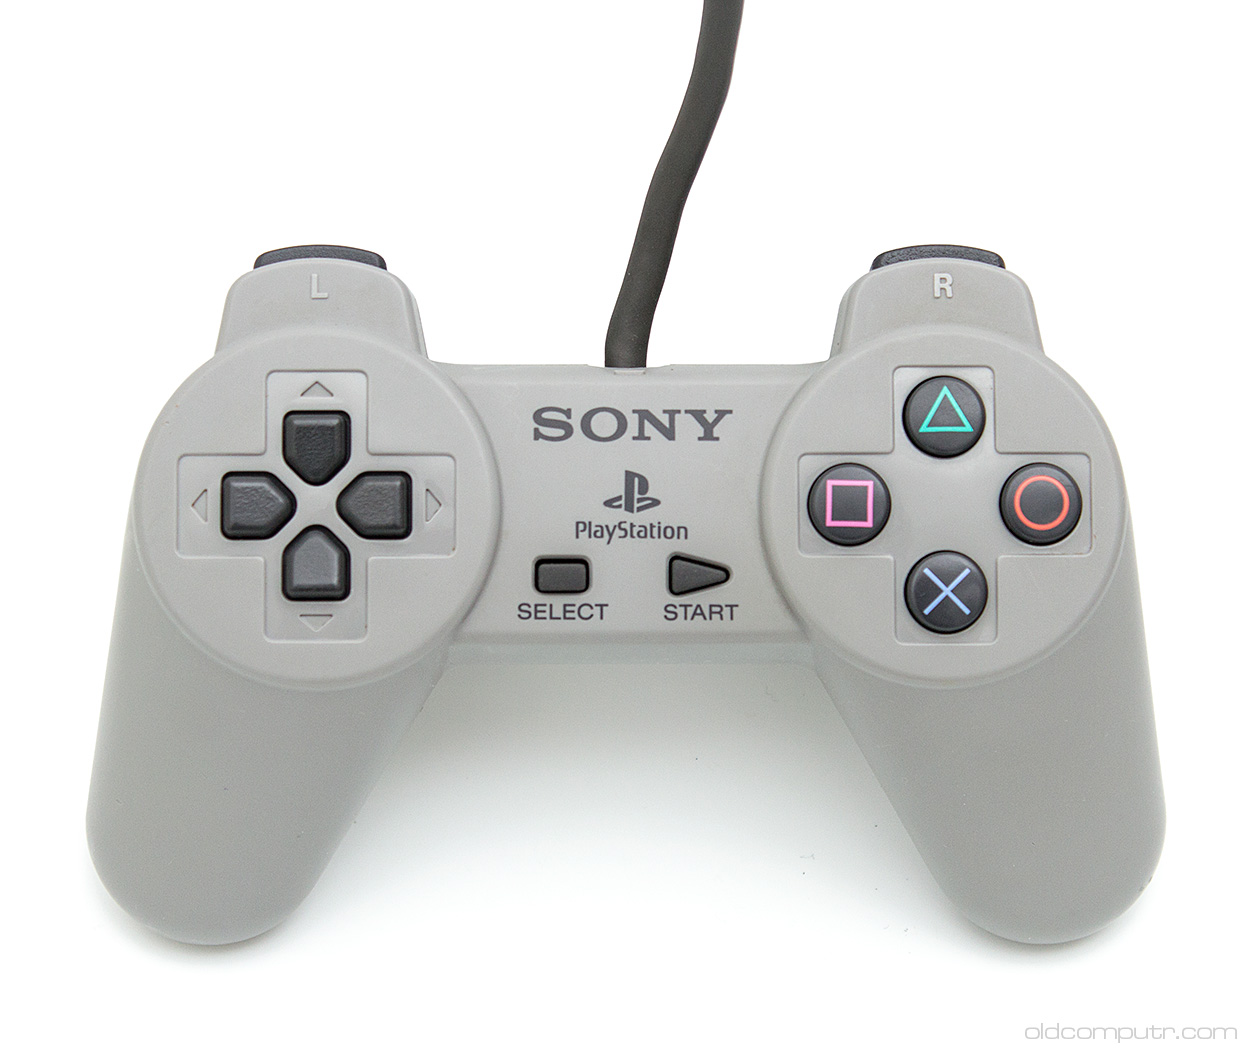 L
R
SONY
PlayStation
SELECT
START
oldcomputr.com